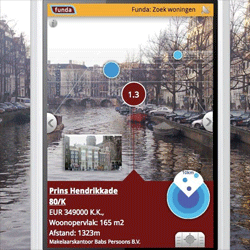 funda
Funda: Zoek woningen
1.3
10km
Prins Hendrikkade
80/K
EUR 349000 K.K.,
Woonopervlak: 165 m2
Afstand: 1323m
Makelaarskantoor Babs Persoons B.V.